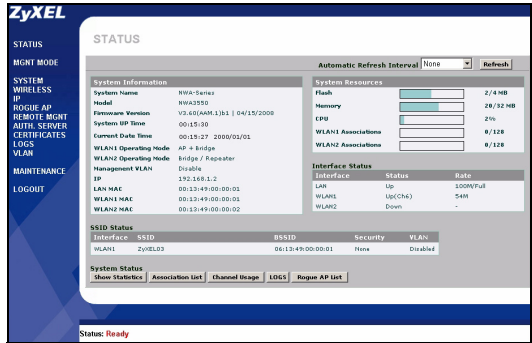 ZyXEL
STATUS
MGNT MODE
SYSTEM
WIRELESS
IP
ROGUE AP
REMOTE MGNT
AUTH. SERVER
CERTIFICATES
LOGS
VLAN
MAINTENANCE
LOGOUT
STATUS
Automatic Refresh Interval None Refresh
System Information
System Name NWA-Series
Model NWA3550
Firmware Version V3.60(AAM.1)b1 | 04/15/2008
System UP Time 00:15:30
Current Date Time 00:15:27 2000/01/01
WLAN1 Operating Mode AP + Bridge
WLAN2 Operating Mode Bridge / Repeater
Management VLAN Disable
IP 192.168.1.2
LAN MAC 00:13:49:00:00:01
WLAN1 MAC 00:13:49:00:00:01
WLAN2 MAC 00:13:49:00:00:02
System Resources
Flash 2/4 MB
Memory 20/32 MB
CPU 2%
WLAN1 Associations 0/128
WLAN2 Associations 0/128
Interface Status
Interface Status Rate
LAN Up 100M/Full
WLAN1 Up(Ch6) 54M
WLAN2 Down -
SSID Status
Interface SSID BSSID Security VLAN
WLAN1 ZyXEL03 06:13:49:00:00:01 None Disabled
System Status
Show Statistics Association List Channel Usage LOGS Rogue AP List
Status: Ready